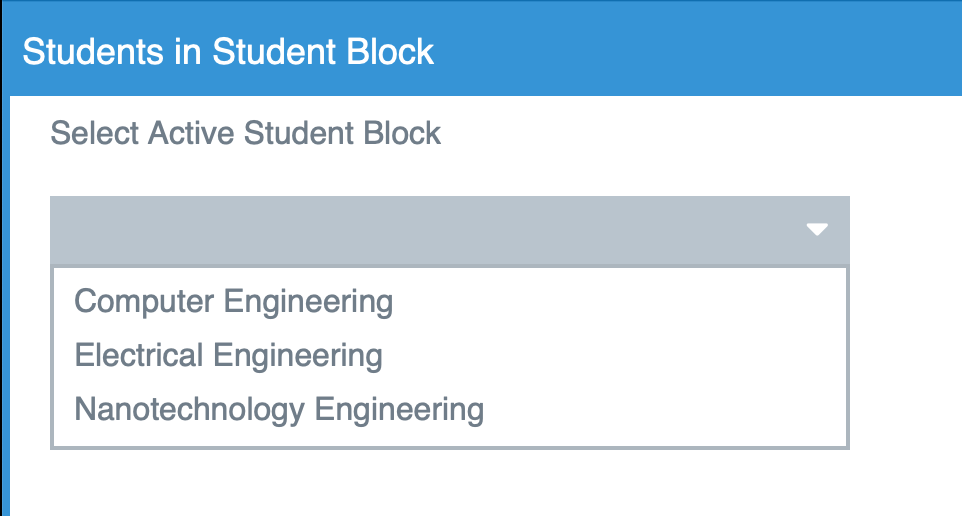 Students in Student Block
Select Active Student Block
Computer Engineering
Electrical Engineering
Nanotechnology Engineering